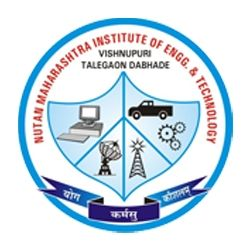 NUTAN MAHARASHTRA INSTITUTE OF ENGG. & TECHNOLOGY
VISHNUPURI
TALEGAON DABHADE
योग
कर्मसु
कौशलम्